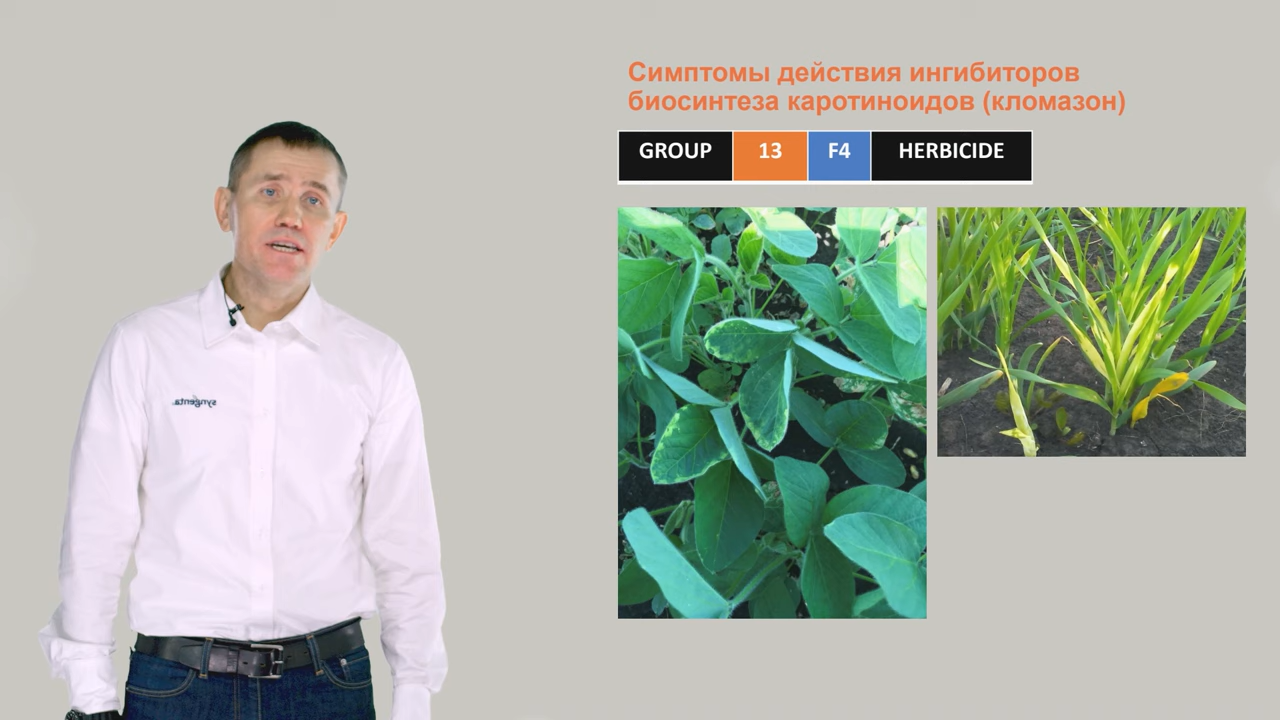 Симптомы действия ингибиторов
биосинтеза каротиноидов (кломазон)
GROUP 13 F4 HERBICIDE
syngenta